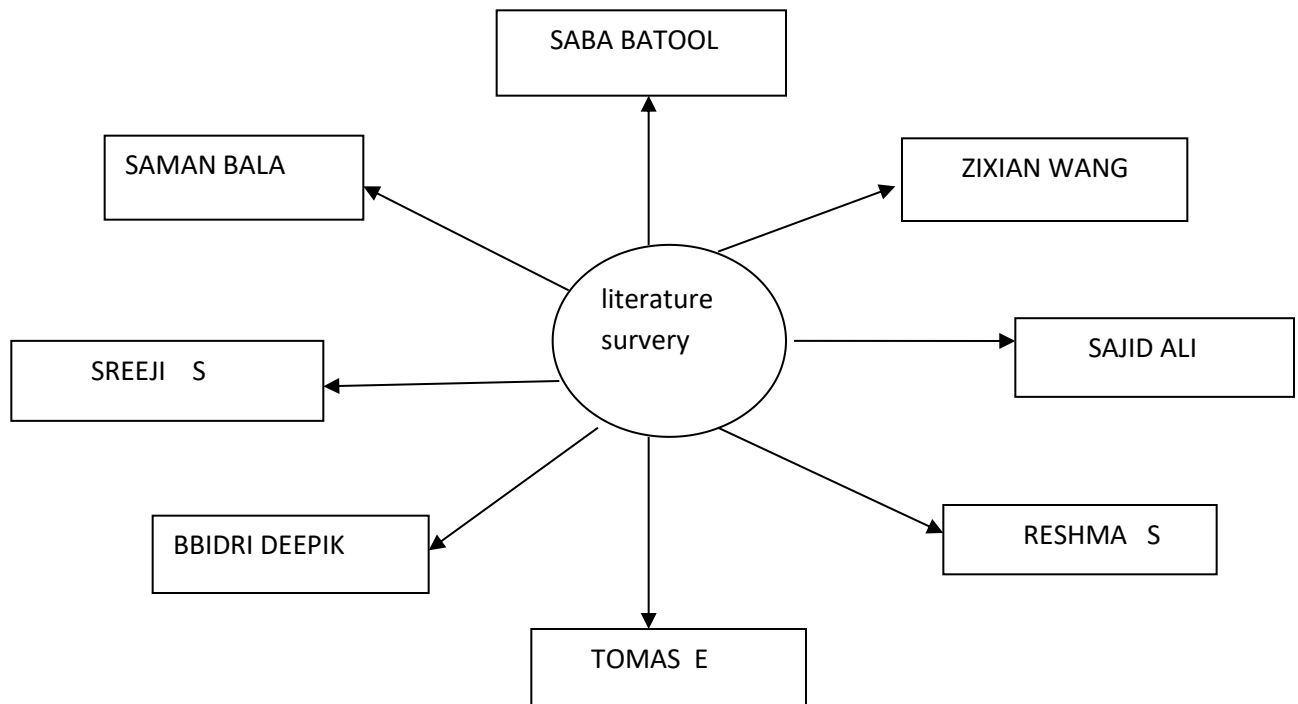 SABA BATOOL
SAMAN BALA
ZIXIAN WANG
literature
survery
SAJID ALI
SREEJI S
RESHMA S
BBIDRI DEEPIK
TOMAS E